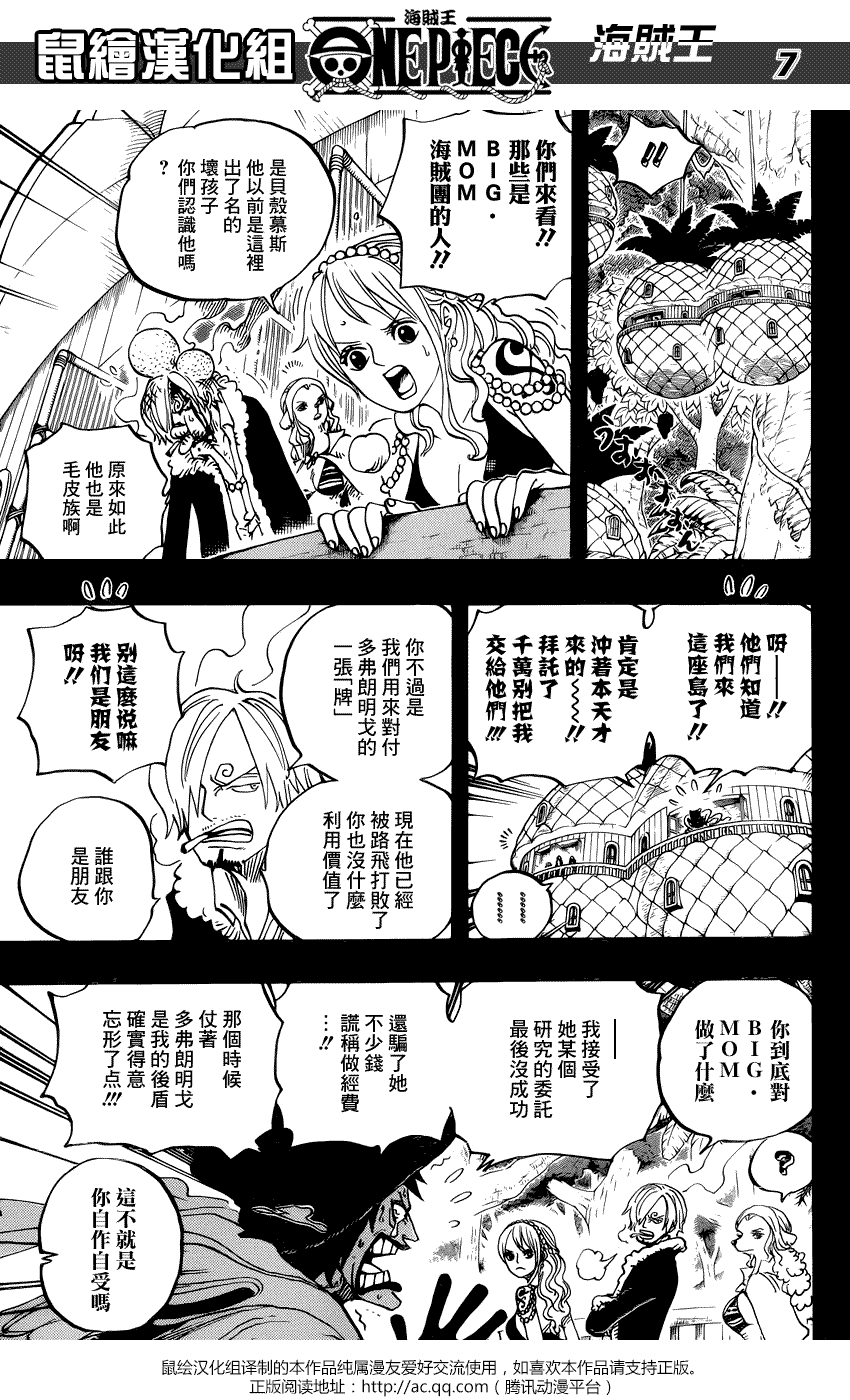 鼠繪漢化組
海賊王
ONE PIECE
海賊王
7
!!
うすすすおおん
你們來看!!
那些是
BIG·
MOM
海賊團的人!!
是貝殼慕斯
他以前是這裡
出了名的
壞孩子
你們認識他嗎
?
原來如此
他也是
毛皮族啊
呀——!!
他們知道
我們來
這座島了!!
肯定是
沖著本天才
來的~~~!!
拜託了
千萬別把我
交給他們!!!
………
………
你不過是
我們用來對付
多弗朗明戈的
一張「牌」
現在他已經
被路飛打敗了
你也沒什麼
利用價值了
别這麼说嘛
我们是朋友
呀!!
誰跟你
是朋友
你到底對
BIG·
MOM
做了什麼
?
——
我接受了
她某個
研究的委託
最後沒成功
還騙了她
不少錢
謊稱做經費
…!!
那個時候
仗著
多弗朗明戈
是我的後盾
確實得意
忘形了点!!!
這不就是
你自作自受嗎
鼠绘汉化组译制的本作品纯属漫友爱好交流使用，如喜欢本作品请支持正版。
正版阅读地址：http://ac.qq.com（腾讯动漫平台）